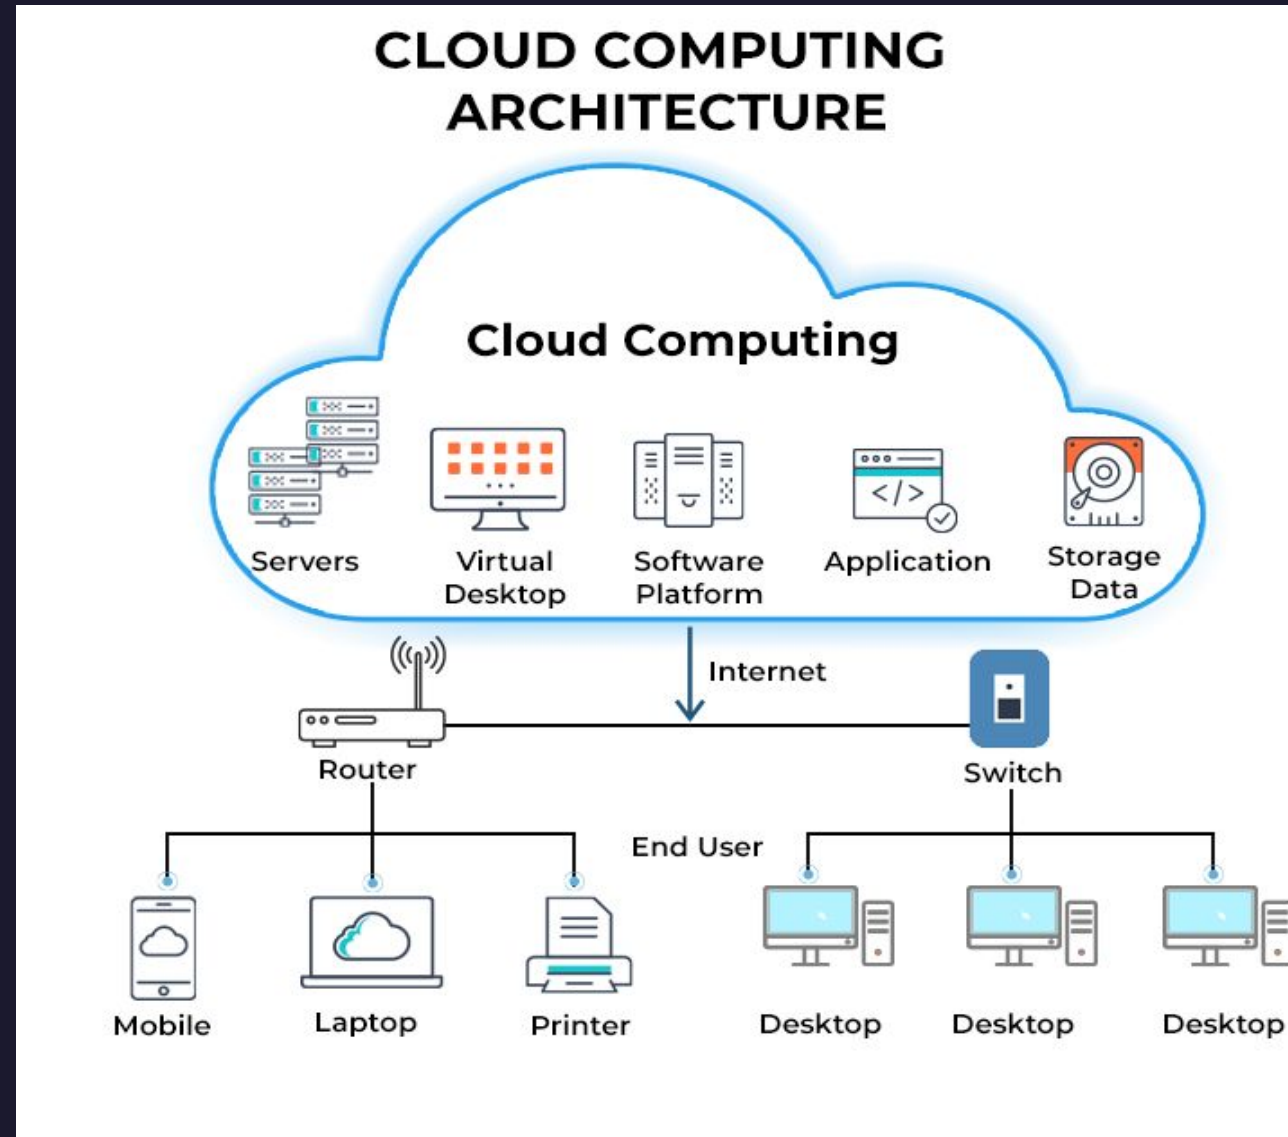 CLOUD COMPUTING
ARCHITECTURE
Cloud Computing
Servers
Virtual
Desktop
Software
Platform
</>
Application
Storage
Data
Internet
Router
Switch
End User
Mobile
Laptop
Printer
Desktop
Desktop
Desktop